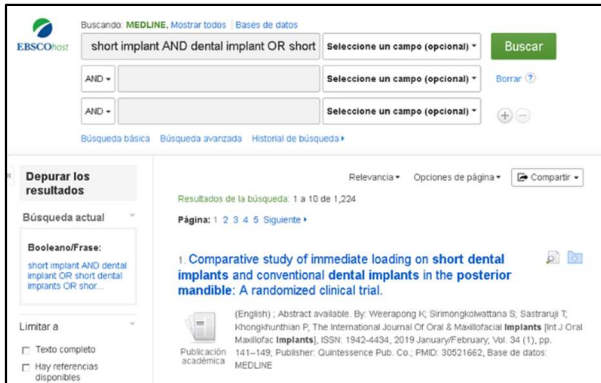 Buscando: MEDLINE, Mostrar todos | Bases de datos
EBSCOhost
short implant AND dental implant OR short
Seleccione un campo (opcional)
Buscar
AND
Seleccione un campo (opcional)
Borrar ?
AND
Seleccione un campo (opcional)
Búsqueda básica Búsqueda avanzada Historial de búsqueda
Depurar los
resultados
Relevancia Opciones de página Compartir
Resultados de la búsqueda: 1 a 10 de 1,224
Búsqueda actual
Página: 1 2 3 4 5 Siguiente
Booleano/Frase:
short implant AND dental
implant OR short dental
implants OR shor...
1. Comparative study of immediate loading on short dental
implants and conventional dental implants in the posterior
mandible: A randomized clinical trial.
Limitar a
Texto completo
Hay referencias
disponibles
Publicación
académica
(English) ; Abstract available. By: Weerapong K, Sirimongkolwattana S, Sastraruji T,
Khongkhunthian P, The International Journal Of Oral & Maxillofacial Implants [Int J Oral
Maxillofac Implants], ISSN: 1942-4434, 2019 January/February; Vol. 34 (1), pp.
141-149; Publisher: Quintessence Pub. Co.; PMID: 30521662, Base de datos:
MEDLINE